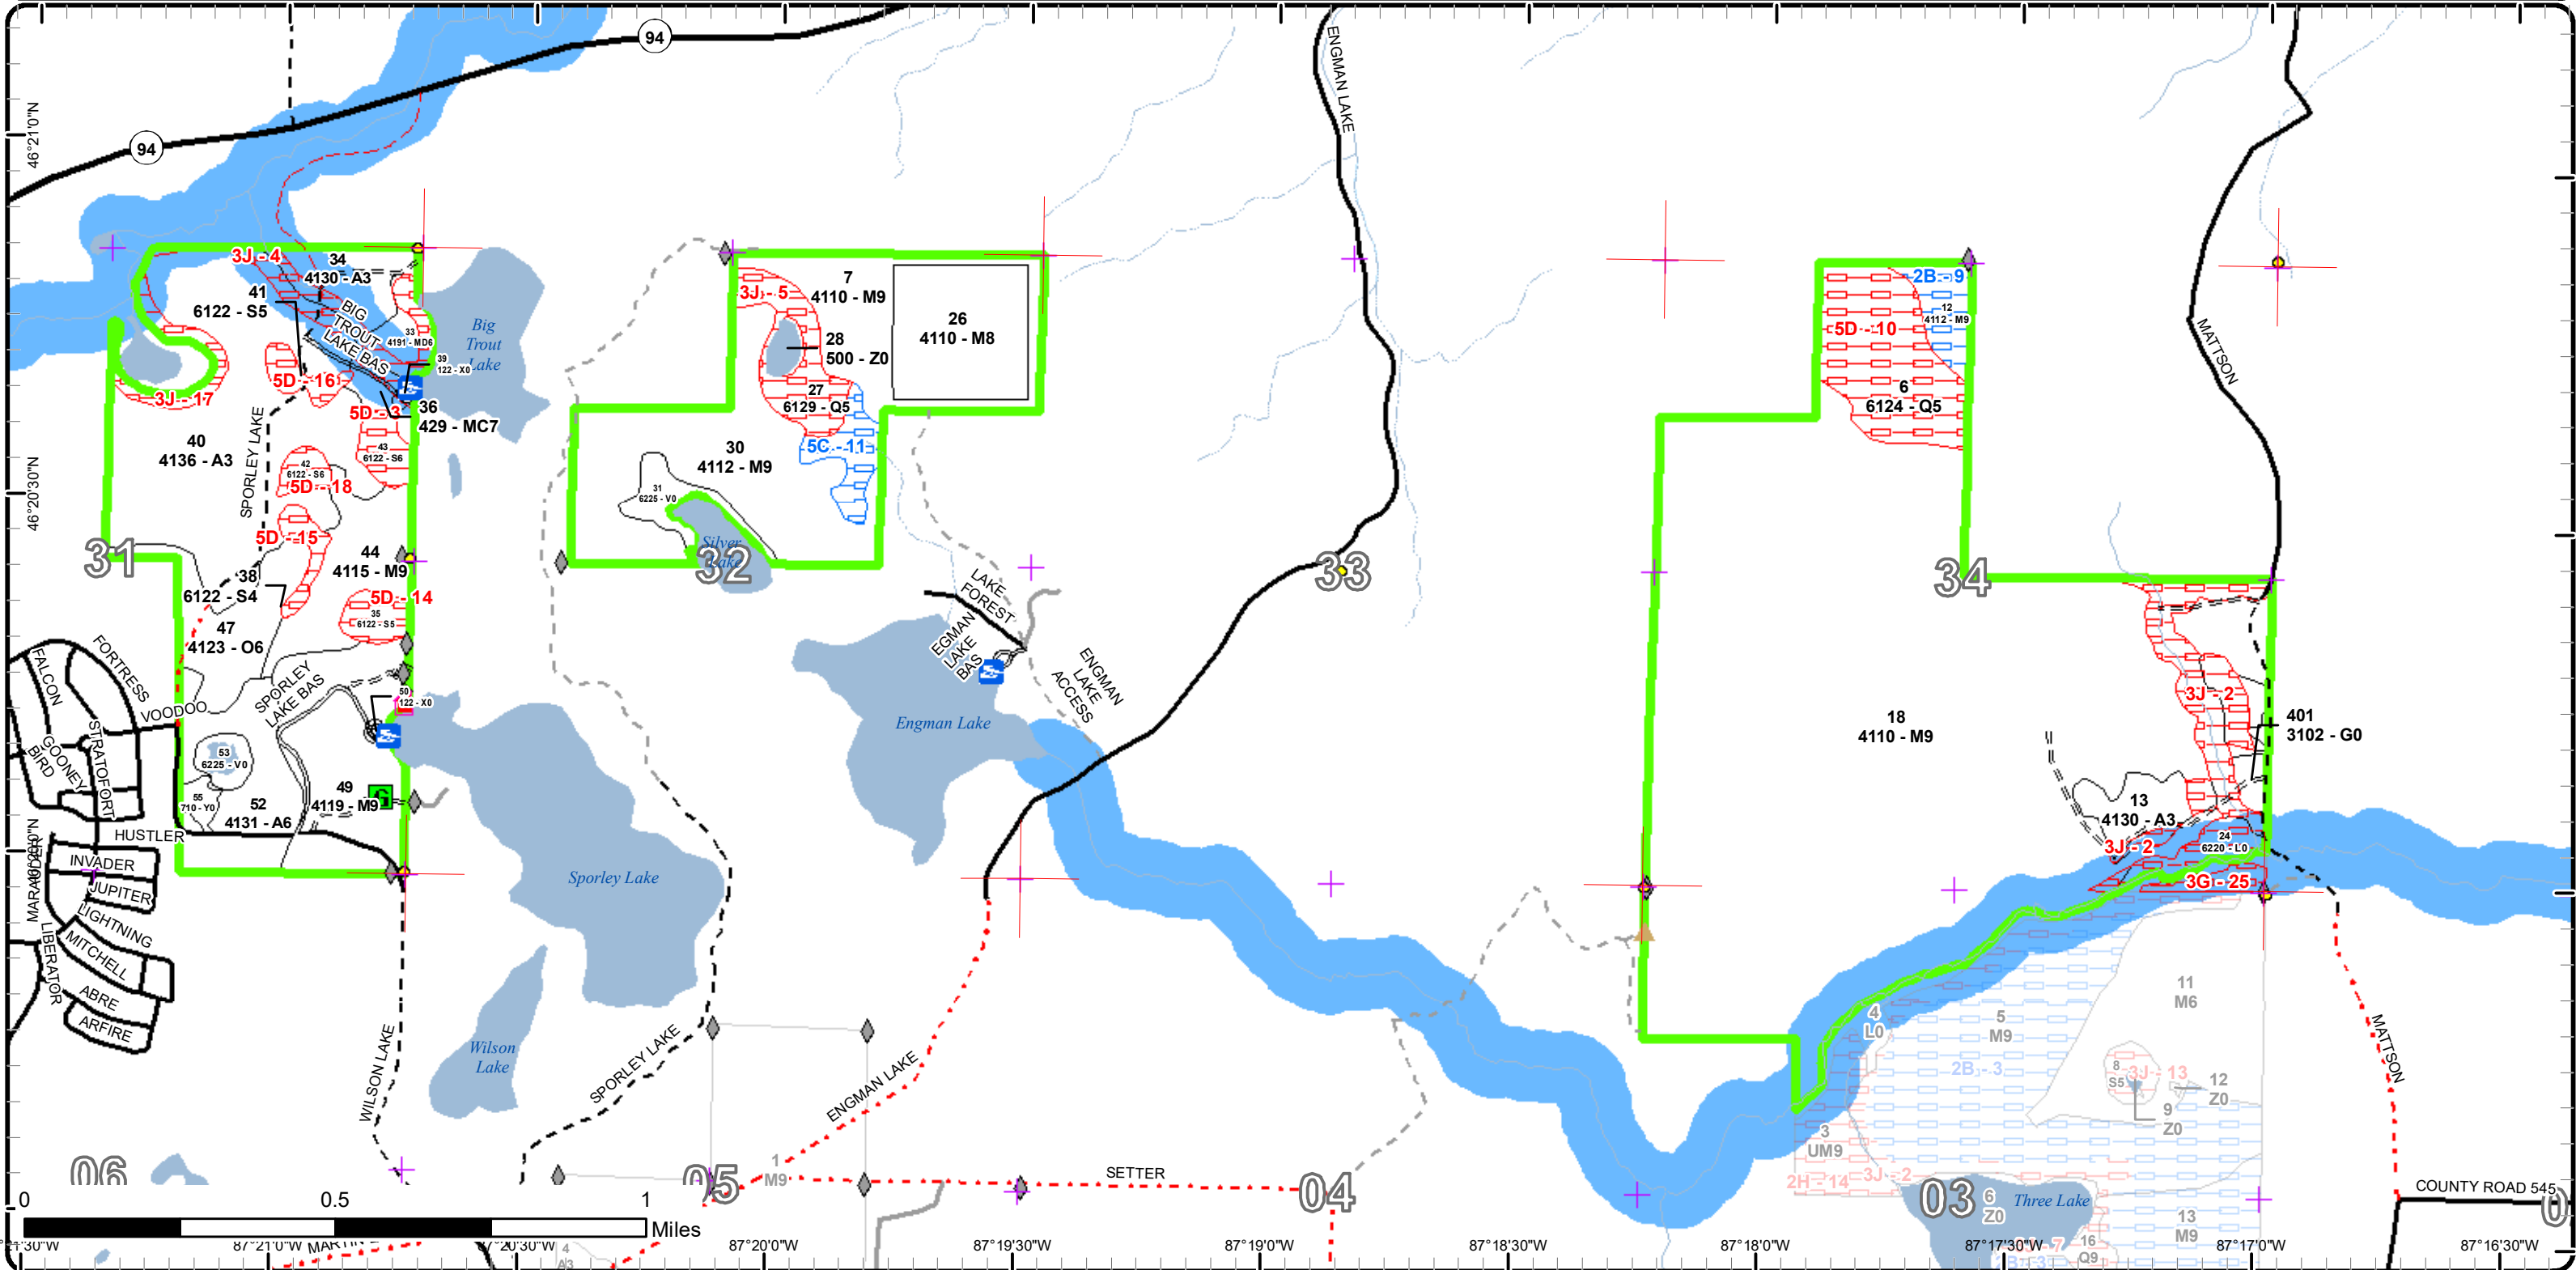 94
94
ENGMAN LAKE
MATTSON
46°21'0"N
46°20'30"N
3J - 4
34
4130 - A3
41
6122 - S5
BIG
TROUT
LAKE BAS
33
4191 - MD6
39
122 - X0
Big
Trout
Lake
5D - 16
3J - 17
5D - 3
36
429 - MC7
40
4136 - A3
SPORLEY LAKE
43
6122 - S6
42
6122 - S6
5D - 18
5D - 15
31
44
4115 - M9
38
6122 - S4
5D - 14
35
6122 - S5
47
4123 - O6
SPORLEY
LAKE BAS
50
122 - X0
53
6225 - V0
55
710 - Y0
52
4131 - A6
49
4119 - M9
G
FALCON
FORTRESS
VOODOO
STRATOFORT
GOONEY
BIRD
HUSTLER
INVADER
JUPITER
MARAUDER
LIGHTNING
MITCHELL
LIBERATOR
ABRE
ARFIRE
3J - 5
7
4110 - M9
26
4110 - M8
28
500 - Z0
27
6129 - Q5
5C - 11
30
4112 - M9
31
6225 - V0
Silver
Lake
32
LAKE
FOREST
EGMAN
LAKE
BAS
ENGMAN
LAKE
ACCESS
Engman Lake
Sporley Lake
Wilson
Lake
WILSON LAKE
SPORLEY LAKE
ENGMAN LAKE
33
2B - 9
12
4112 - M9
5D - 10
6
6124 - Q5
34
18
4110 - M9
3J - 2
401
3102 - G0
13
4130 - A3
3J - 2
24
6220 - L0
3G - 25
11
M6
4
L0
5
M9
2B - 3
8
S5
3J - 13
12
Z0
9
Z0
3
UM9
2H - 14
3J - 2
MATTSON
06
05
1
M9
SETTER
04
03
6
Z0
Three Lake
13
M9
16
Q9
COUNTY ROAD 545
0
0.5
1
Miles
4
A3
87°21'0"W
87°20'30"W
87°20'0"W
87°19'30"W
87°19'0"W
87°18'30"W
87°18'0"W
87°17'30"W
87°17'0"W
87°16'30"W